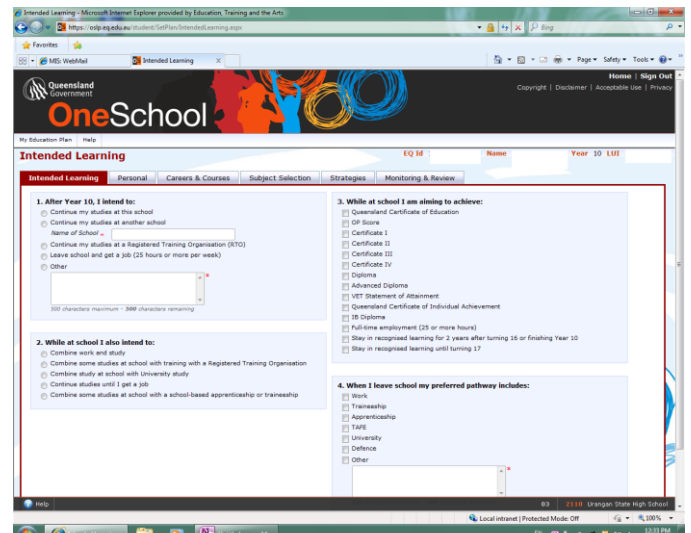 Intended Learning - Microsoft Internet Explorer provided by Education, Training and the Arts
https://oslp.eq.edu.au/student/SetPlan/IntendedLearning.aspx
Bing
Favorites
MIS: WebMail
Intended Learning
Page
Safety
Tools
Home | Sign Out
Copyright | Disclaimer | Acceptable Use | Privacy
Queensland
Government
OneSchool
My Education Plan
Help
Intended Learning
EQ Id
Name
Year 10 LUI
Intended Learning
Personal
Careers & Courses
Subject Selection
Strategies
Monitoring & Review
1. After Year 10, I intend to:
Continue my studies at this school
Continue my studies at another school
Name of School
Continue my studies at a Registered Training Organisation (RTO)
Leave school and get a job (25 hours or more per week)
Other
500 characters maximum - 500 characters remaining
2. While at school I also intend to:
Combine work and study
Combine some studies at school with training with a Registered Training Organisation
Combine study at school with University study
Continue studies until I get a job
Combine some studies at school with a school-based apprenticeship or traineeship
3. While at school I am aiming to achieve:
Queensland Certificate of Education
OP Score
Certificate I
Certificate II
Certificate III
Certificate IV
Diploma
Advanced Diploma
VET Statement of Attainment
Queensland Certificate of Individual Achievement
IB Diploma
Full-time employment (25 or more hours)
Stay in recognised learning for 2 years after turning 16 or finishing Year 10
Stay in recognised learning until turning 17
4. When I leave school my preferred pathway includes:
Work
Traineeship
Apprenticeship
TAFE
University
Defence
Other
Help
2110 Urangan State High School
Local intranet | Protected Mode: Off
100%
12:33 PM